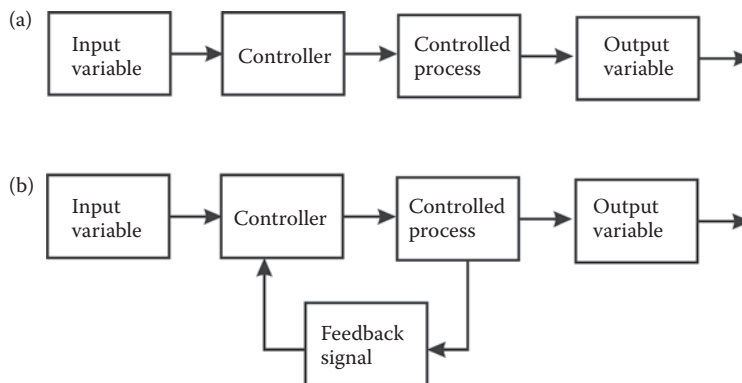 (a)
Input
variable
Controller
Controlled
process
Output
variable
(b)
Input
variable
Controller
Controlled
process
Output
variable
Feedback
signal